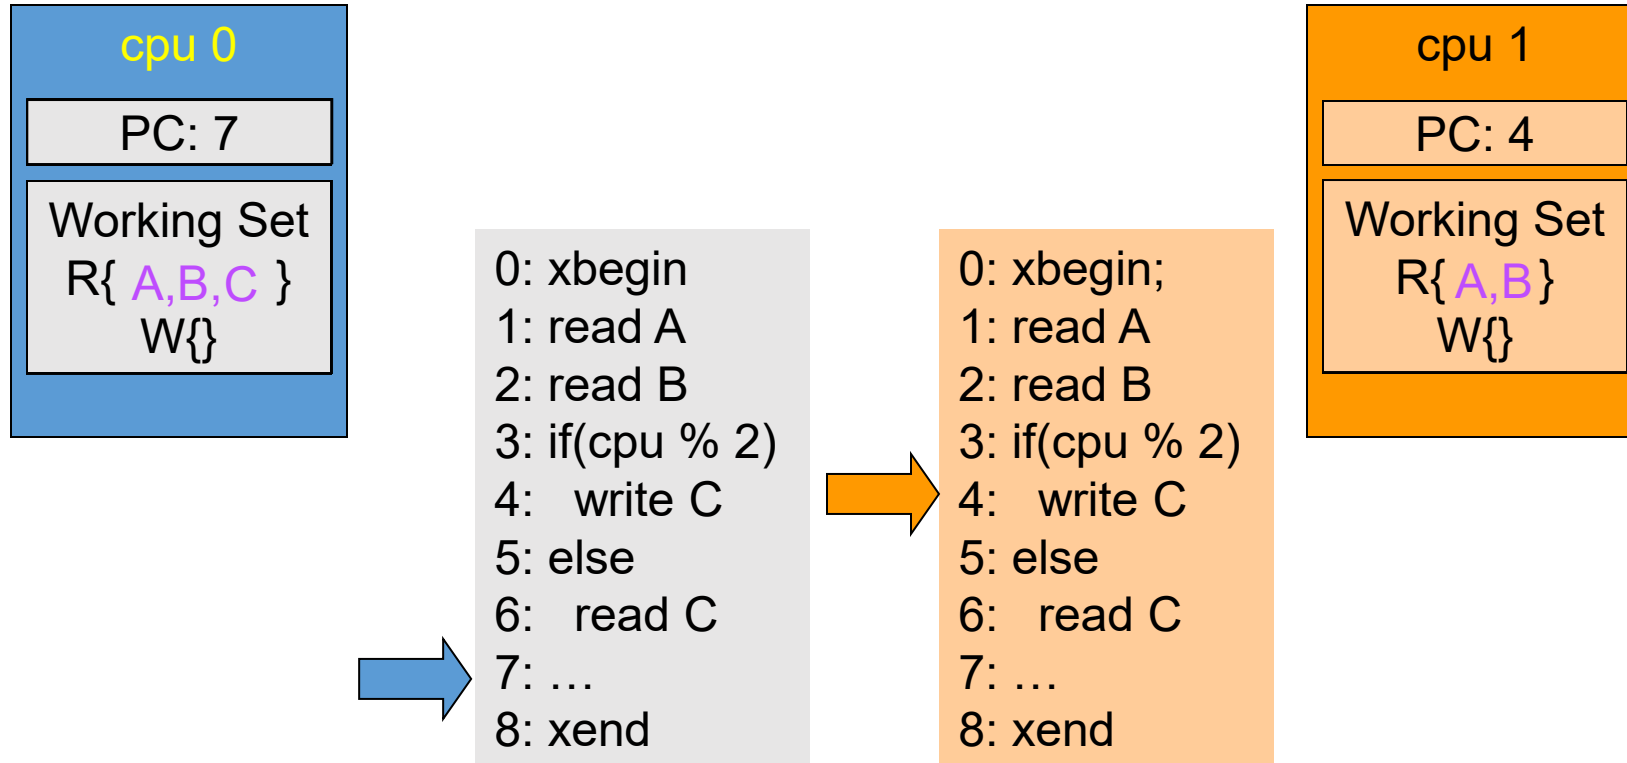 cpu 0
PC: 7
Working Set
R{ A,B,C }
W{}
0: xbegin
1: read A
2: read B
3: if(cpu % 2)
4: write C
5: else
6: read C
7: …
8: xend
0: xbegin;
1: read A
2: read B
3: if(cpu % 2)
4: write C
5: else
6: read C
7: …
8: xend
cpu 1
PC: 4
Working Set
R{ A,B }
W{}